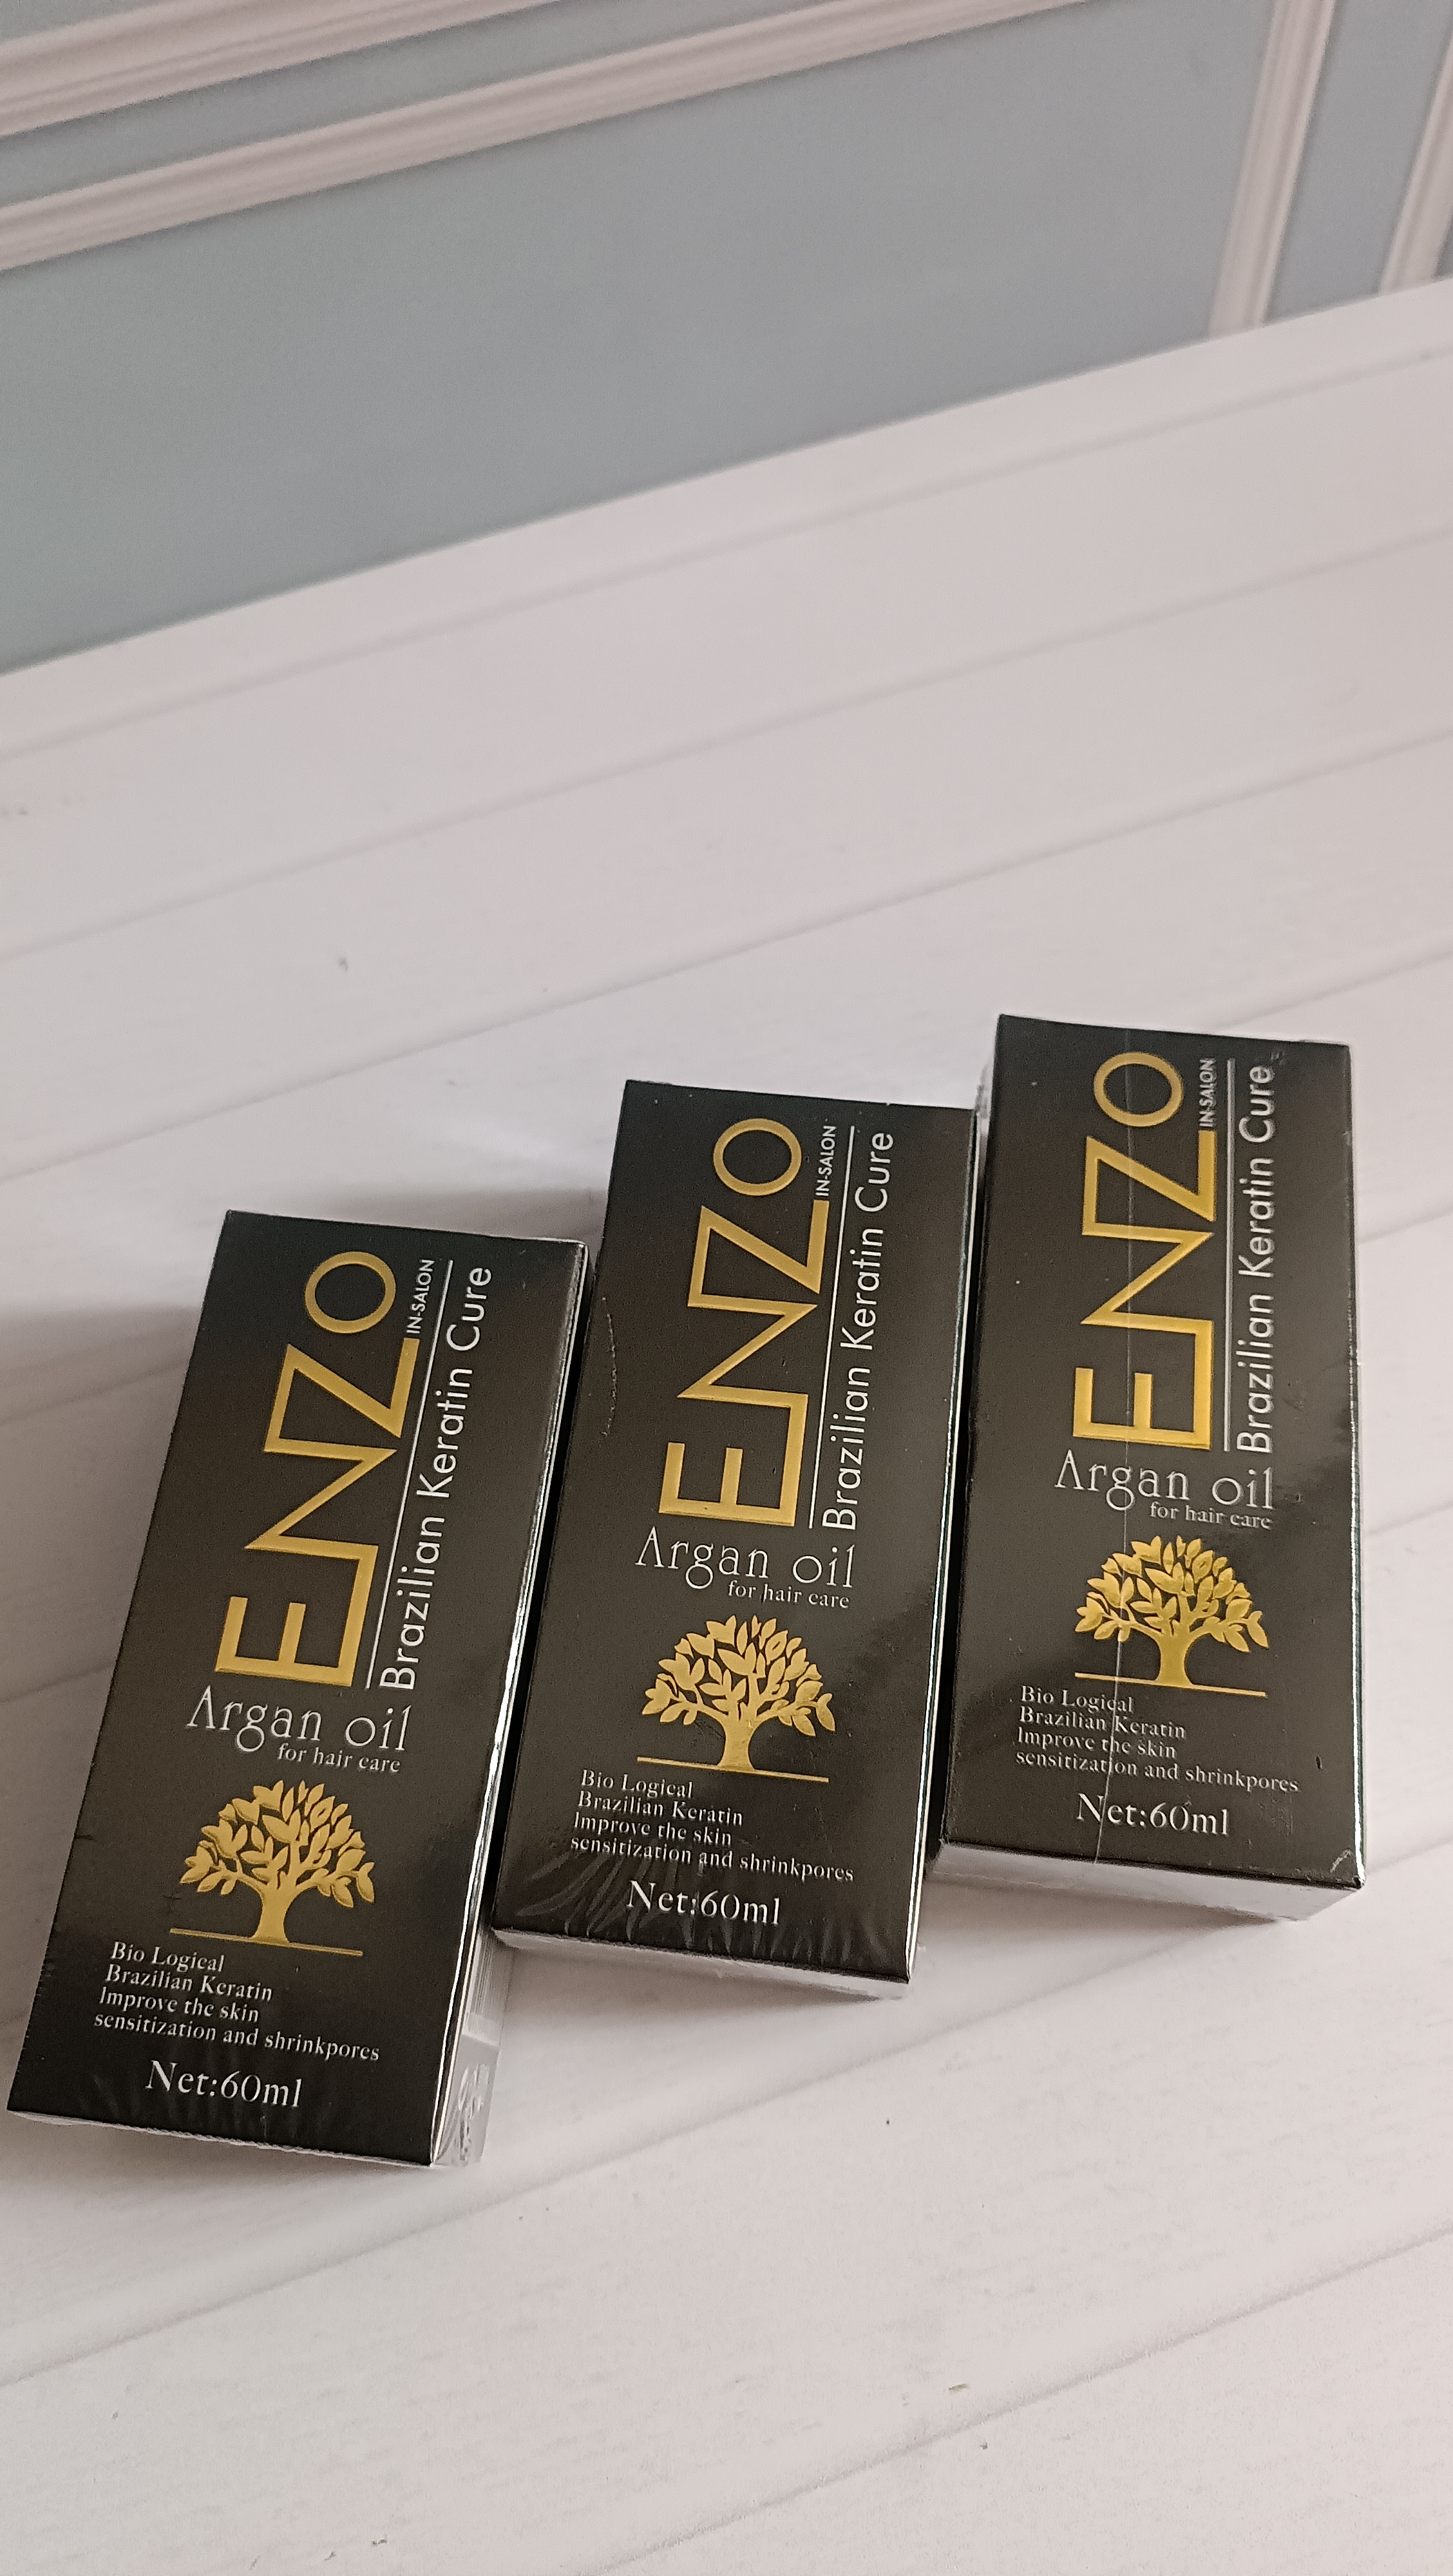 ENZO
IN-SALON
Brazilian Keratin Cure
Argan oil
for hair care
Bio Logical
Brazilian Keratin
Improve the skin
sensitization and shrinkpores
Net:60ml
ENZO
IN-SALON
Brazilian Keratin Cure
Argan oil
for hair care
Bio Logical
Brazilian Keratin
Improve the skin
sensitization and shrinkpores
Net:60ml
ENZO
IN-SALON
Brazilian Keratin Cure
Argan oil
for hair care
Bio Logical
Brazilian Keratin
Improve the skin
sensitization and shrinkpores
Net:60ml